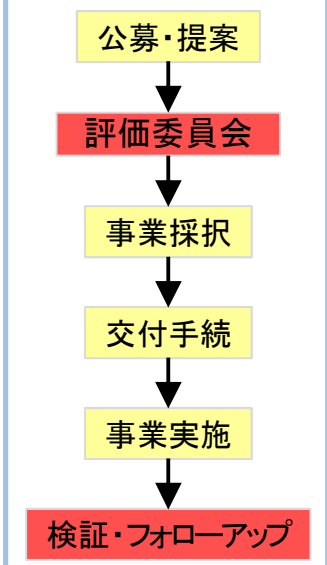 公募・提案
評価委員会
事業採択
交付手続
事業実施
検証・フォローアップ